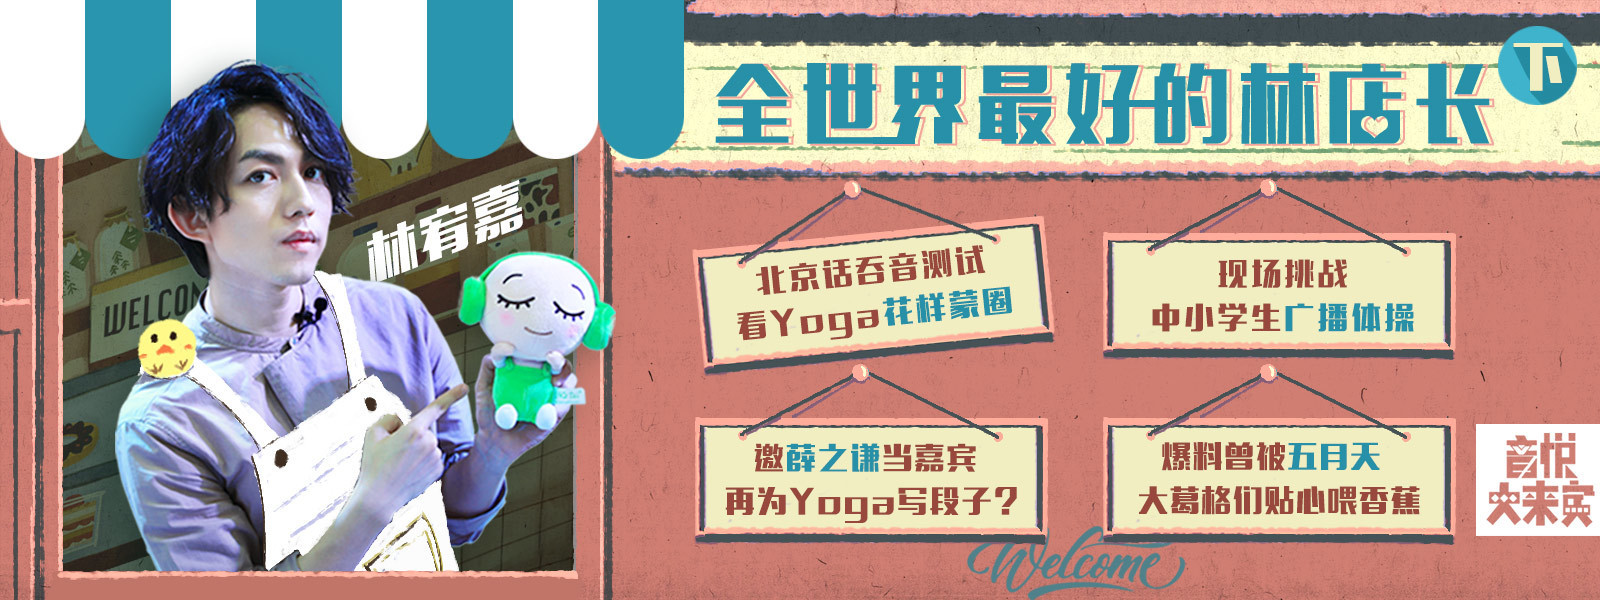 全世界最好的林店长
下
林宥嘉
WELCOM
北京话吞音测试
看Yoga花样蒙圈
现场挑战
中小学生广播体操
邀薛之谦当嘉宾
再为Yoga写段子?
爆料曾被五月天
大葛格们贴心喂香蕉
音悦
大来宾
Welcome